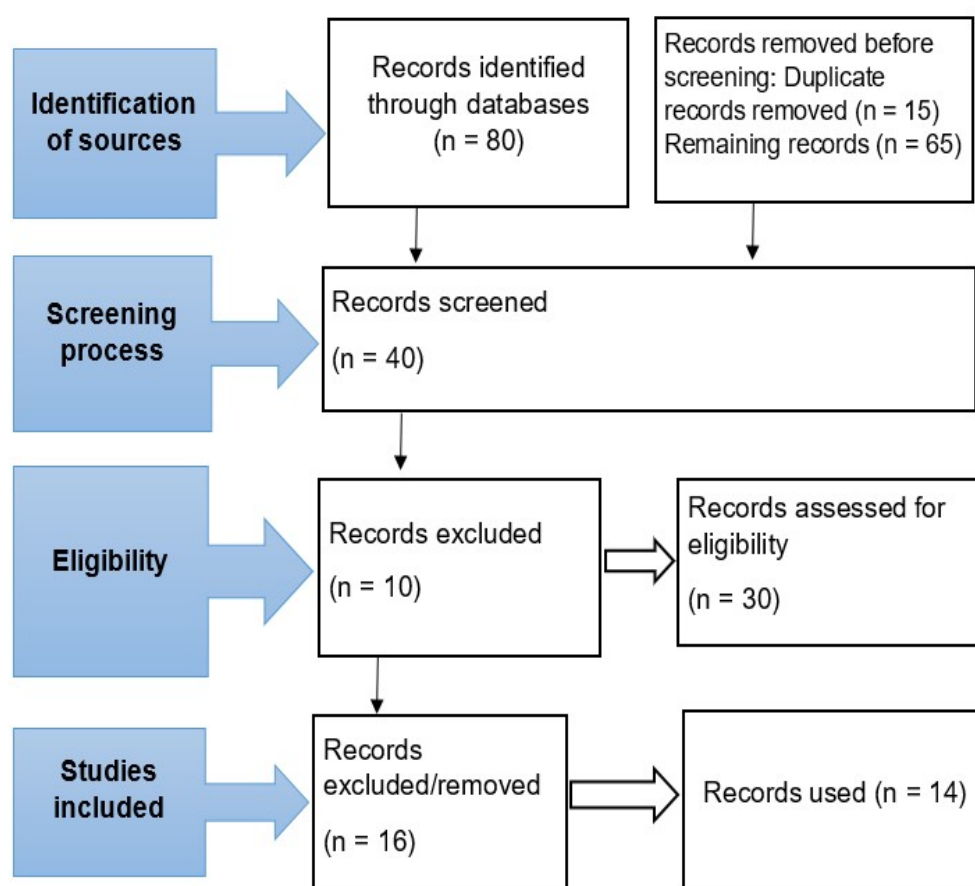 Identification
of sources
Records identified
through databases
(n = 80)
Records removed before
screening: Duplicate
records removed (n = 15)
Remaining records (n = 65)
Screening
process
Records screened
(n = 40)
Eligibility
Records excluded
(n = 10)
Records assessed for
eligibility
(n = 30)
Studies
included
Records
excluded/removed
(n = 16)
Records used (n = 14)